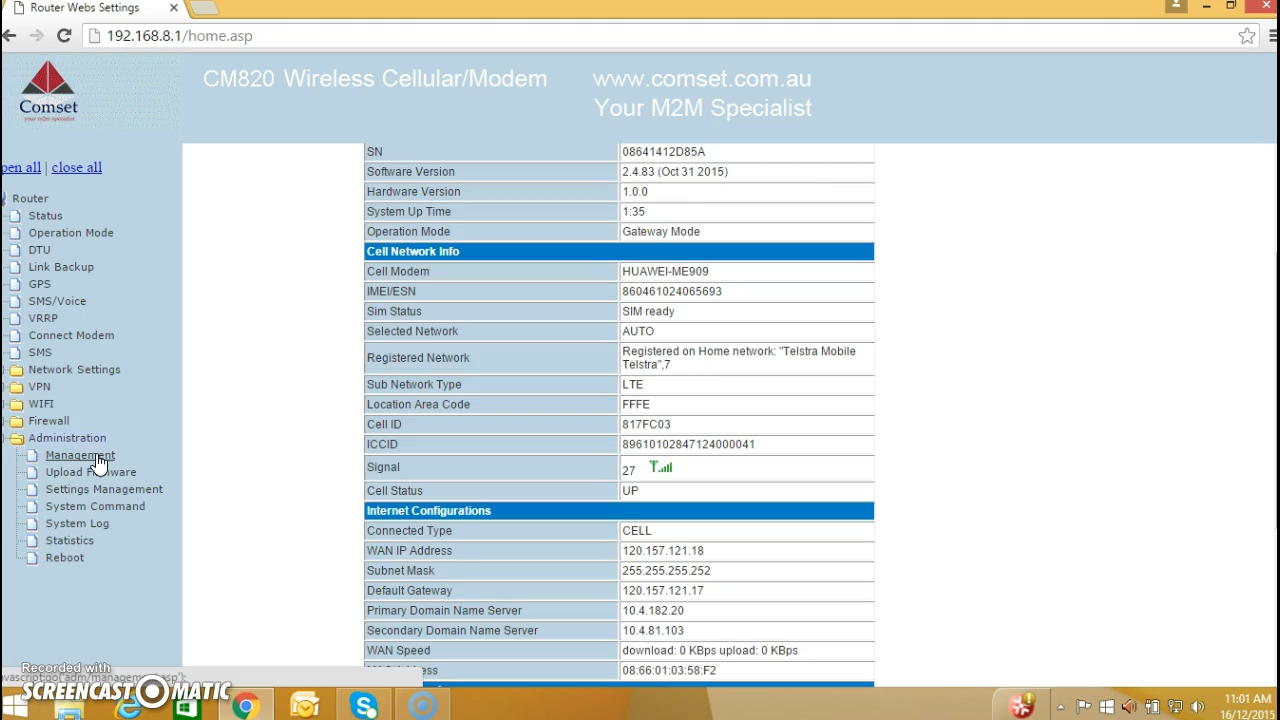 Router Webs Settings
192.168.8.1/home.asp
Comset
your m2m specialist
CM820 Wireless Cellular/Modem
www.comset.com.au
Your M2M Specialist
pen all | close all
Router
Status
Operation Mode
DTU
Link Backup
GPS
SMS/Voice
VRRP
Connect Modem
SMS
Network Settings
VPN
WIFI
Firewall
Administration
Management
Upload Firmware
Settings Management
System Command
System Log
Statistics
Reboot
SN 08641412D85A
Software Version 2.4.83 (Oct 31 2015)
Hardware Version 1.0.0
System Up Time 1:35
Operation Mode Gateway Mode
Cell Network Info
Cell Modem HUAWEI-ME909
IMEI/ESN 860461024065693
Sim Status SIM ready
Selected Network AUTO
Registered Network Registered on Home network: "Telstra Mobile
Telstra",7
Sub Network Type LTE
Location Area Code FFFE
Cell ID 817FC03
ICCID 89610102847124000041
Signal 27
Cell Status UP
Internet Configurations
Connected Type CELL
WAN IP Address 120.157.121.18
Subnet Mask 255.255.255.252
Default Gateway 120.157.121.17
Primary Domain Name Server 10.4.182.20
Secondary Domain Name Server 10.4.81.103
WAN Speed download: 0 KBps upload: 0 KBps
08:66:01:03:58:F2
Recorded with
SCREENCAST MATIC
11:01 AM
16/12/2015